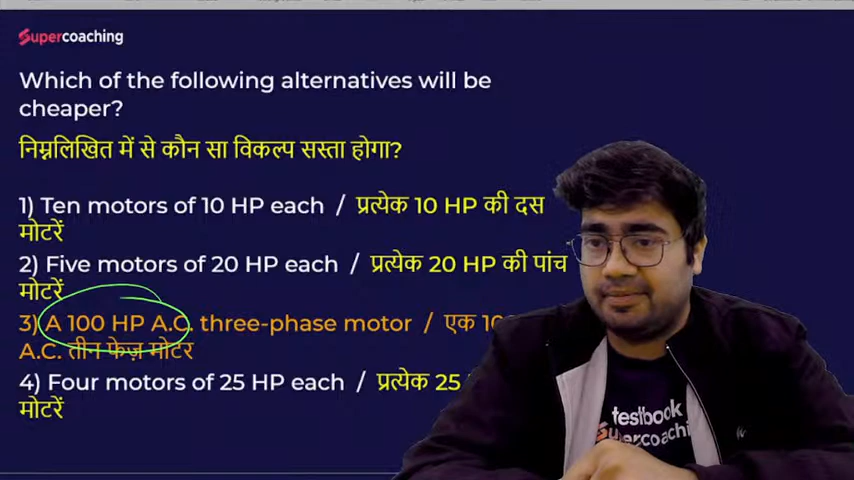 Supercoaching
Which of the following alternatives will be
cheaper?
निम्नलिखित में से कौन सा विकल्प सस्ता होगा?
1) Ten motors of 10 HP each / प्रत्येक 10 HP की दस
मोटरें
2) Five motors of 20 HP each / प्रत्येक 20 HP की पांच
मोटरें
3) A 100 HP A.C. three-phase motor / एक
A.C. तीन फेज़ मोटर
4) Four motors of 25 HP each / प्रत्येक 25
मोटरें
testbook
Supercoaching